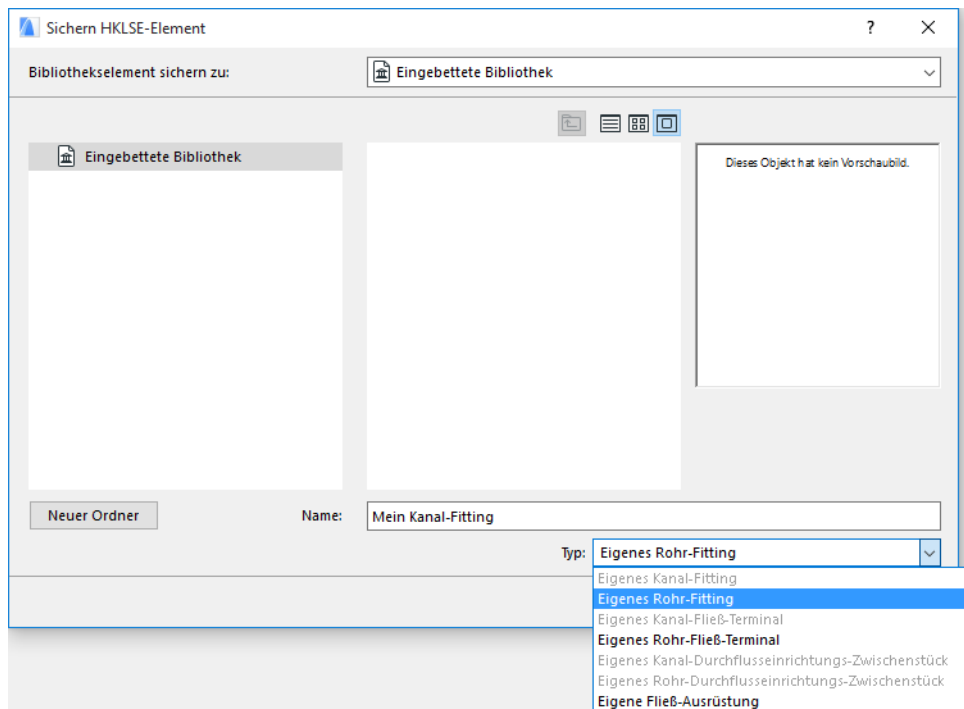 Sichern HKLSE-Element
?
Bibliothekselement sichern zu:
Eingebettete Bibliothek
Eingebettete Bibliothek
Dieses Objekt hat kein Vorschaubild.
Neuer Ordner
Name:
Mein Kanal-Fitting
Typ:
Eigenes Rohr-Fitting
Eigenes Kanal-Fitting
Eigenes Rohr-Fitting
Eigenes Kanal-Fließ-Terminal
Eigenes Rohr-Fließ-Terminal
Eigenes Kanal-Durchflusseinrichtungs-Zwischenstück
Eigenes Rohr-Durchflusseinrichtungs-Zwischenstück
Eigene Fließ-Ausrüstung